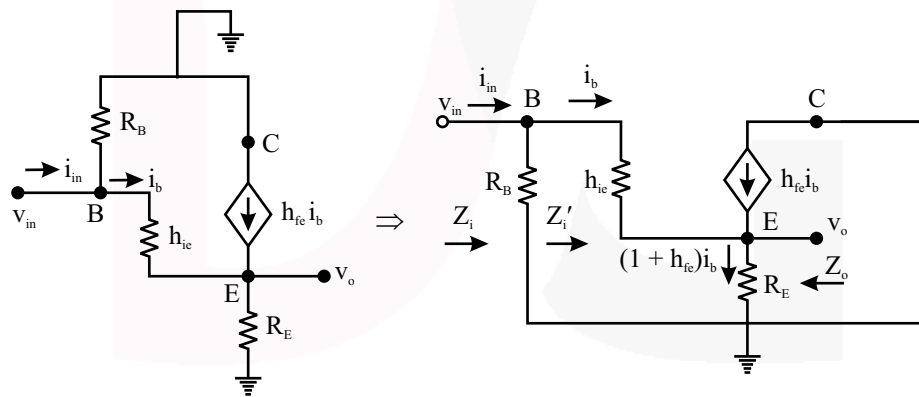 R_B
C
i_in
i_b
v_in
B
h_ie
h_fe i_b
E
v_o
R_E
⇒
v_in
i_in
B
i_b
C
R_B
h_ie
h_fe i_b
Z_i
Z_i′
E
v_o
(1 + h_fe)i_b
R_E
Z_o